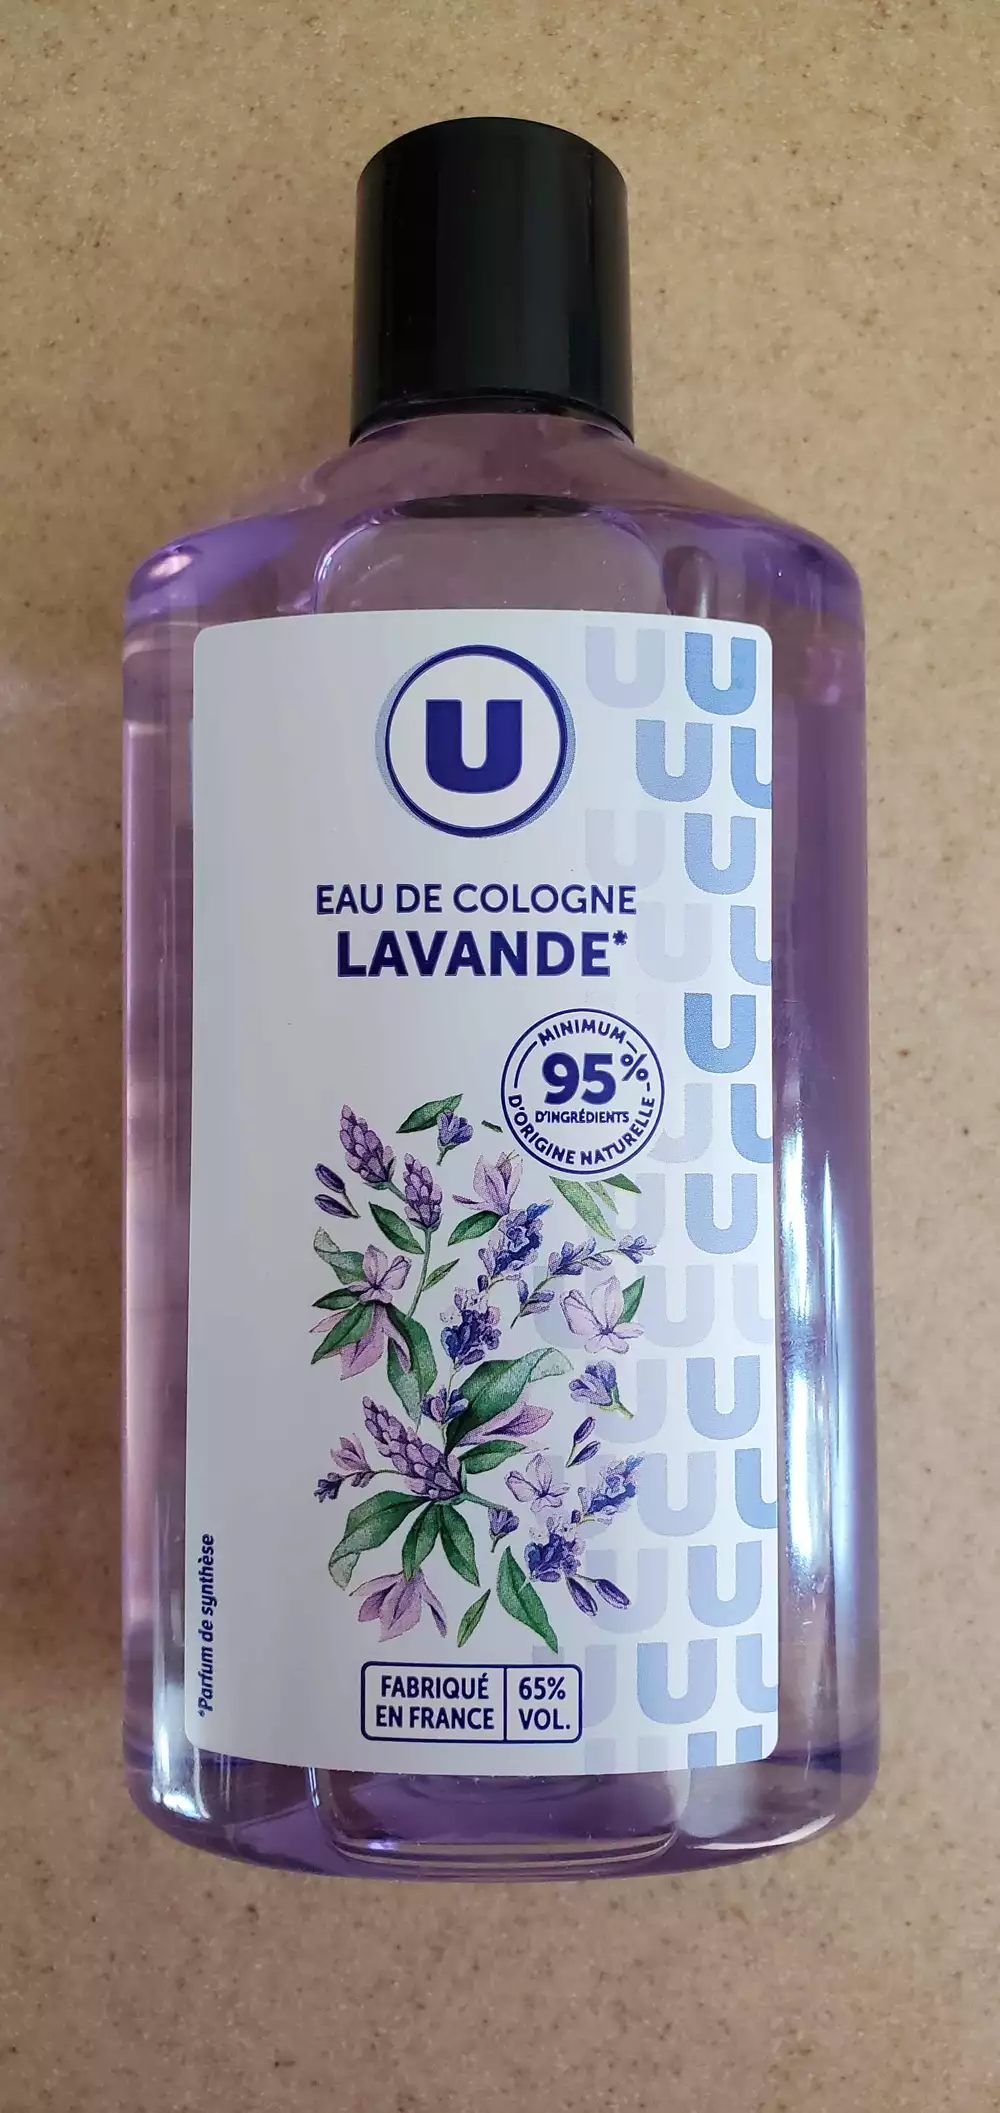 U
EAU DE COLOGNE
LAVANDE*
MINIMUM
95%
D'INGRÉDIENTS
D'ORIGINE NATURELLE
*Parfum de synthèse
FABRIQUÉ
EN FRANCE
65%
VOL.